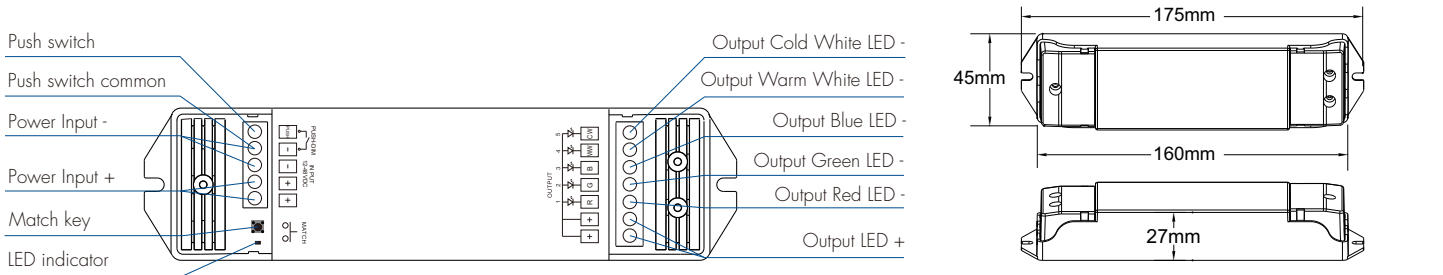 Push switch
Push switch common
Power Input -
Power Input +
Match key
LED indicator
PUSH
-
-
+
+
PUSH-DIM
INPUT
12-48VDC
MATCH
OUTPUT
5 CW
4 WW
3 B
2 G
1 R
+
+
Output Cold White LED -
Output Warm White LED -
Output Blue LED -
Output Green LED -
Output Red LED -
Output LED +
175mm
45mm
160mm
27mm